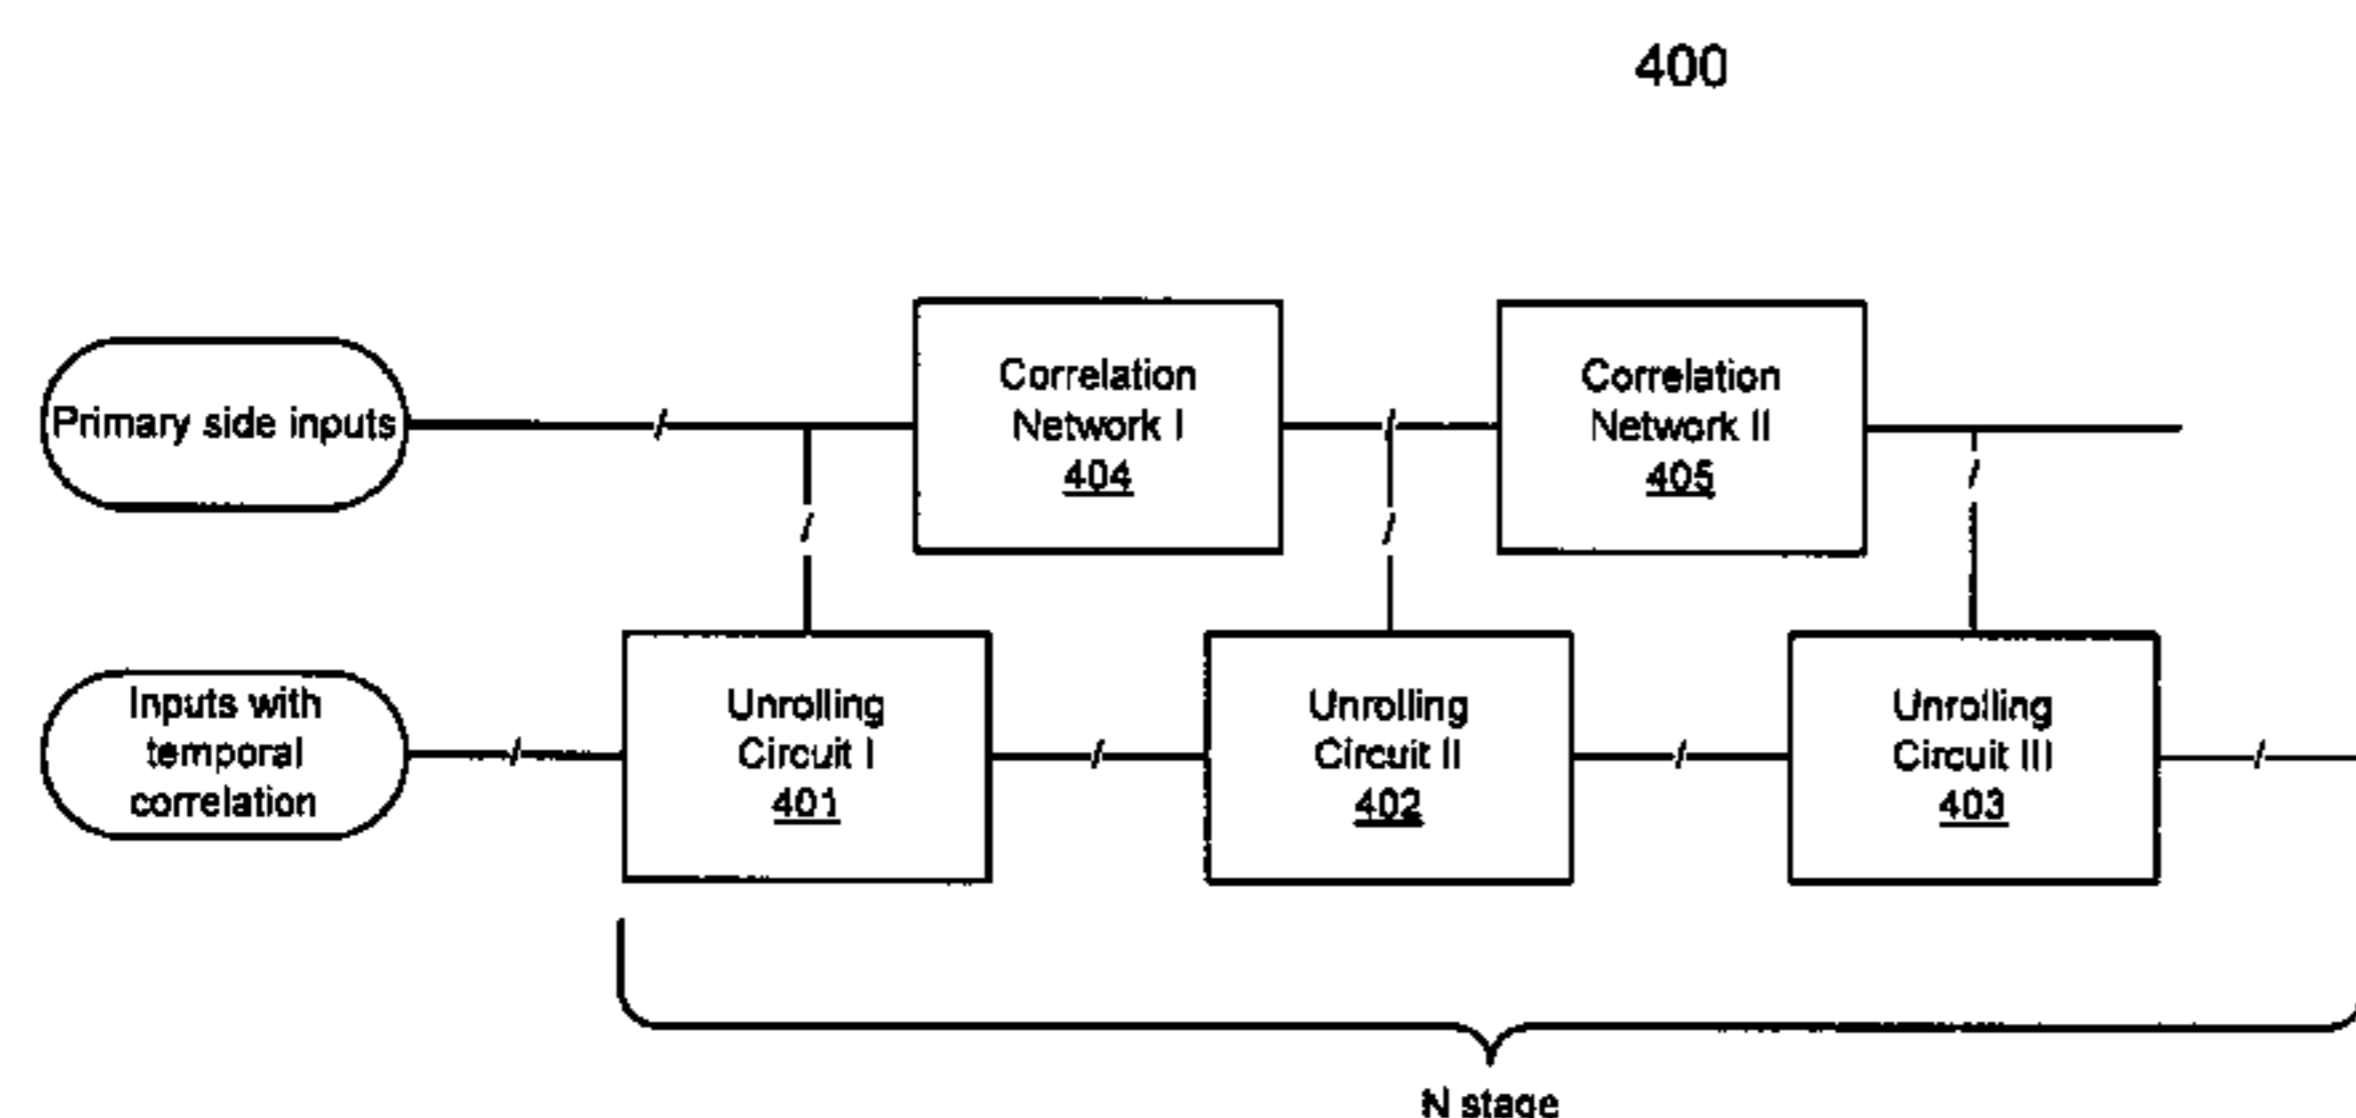 400
Primary side inputs
Correlation
Network I
404
Correlation
Network II
405
Inputs with
temporal
correlation
Unrolling
Circuit I
401
Unrolling
Circuit II
402
Unrolling
Circuit III
403
N stage